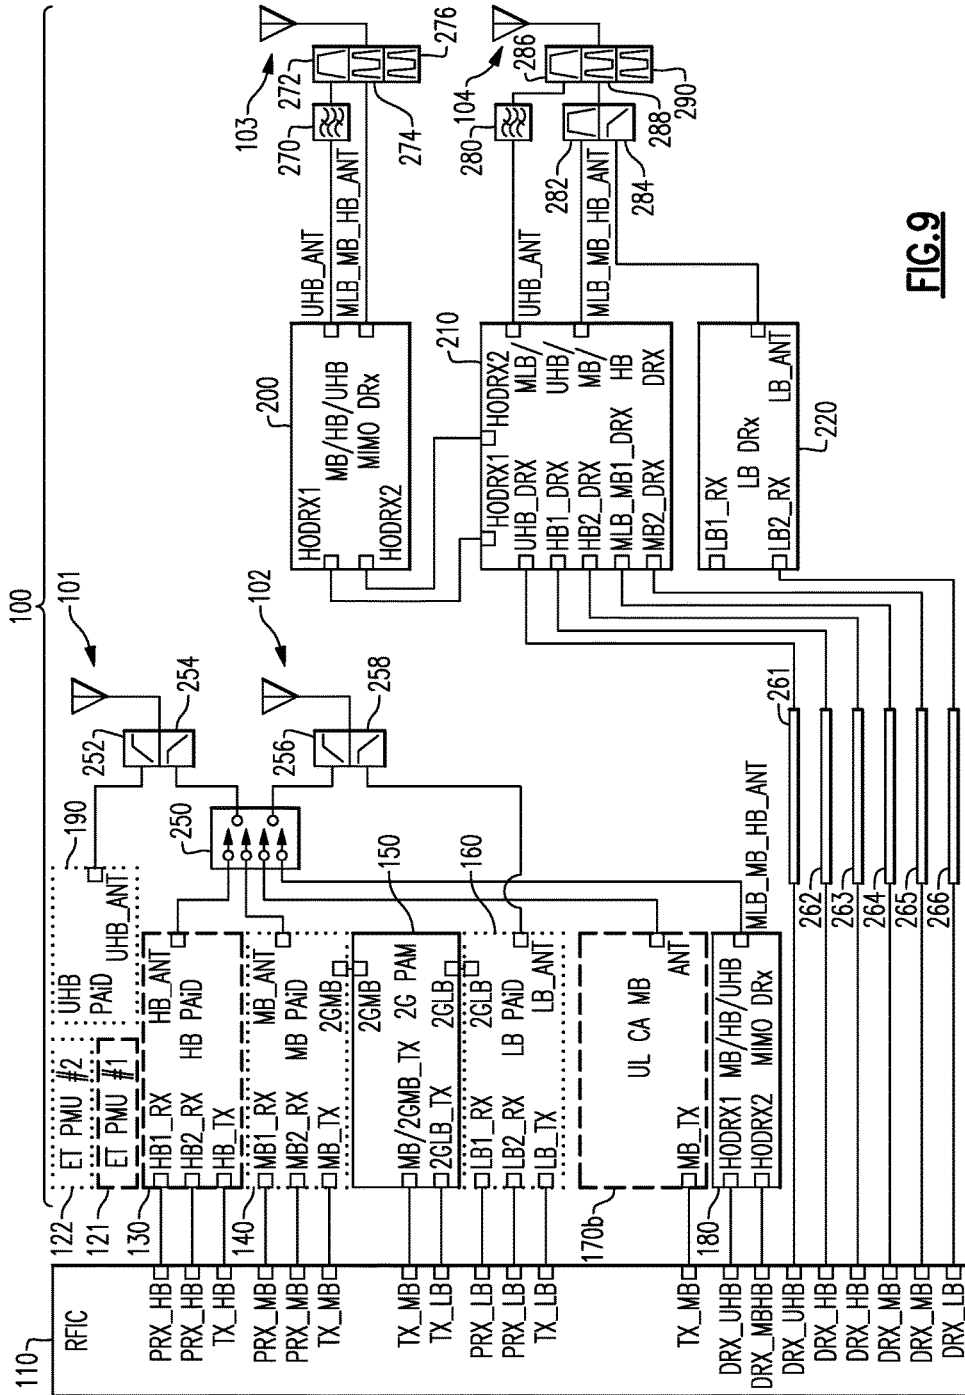 100
110
RFIC
PRX_HB
PRX_HB
TX_HB
PRX_MB
PRX_MB
TX_MB
TX_MB
TX_LB
PRX_LB
PRX_LB
TX_LB
TX_MB
DRX_UHB
DRX_MBHB
DRX_UHB
DRX_HB
DRX_HB
DRX_MB
DRX_MB
DRX_LB
122
ET PMU #2
121
ET PMU #1
UHB
PAiD
UHB_ANT
190
130
HB1_RX
HB2_RX
HB_TX
HB_ANT
HB PAiD
140
MB1_RX
MB2_RX
MB_TX
MB_ANT
MB PAiD
2GMB
2GMB
MB/2GMB_TX
2GLB_TX
2G PAM
2GLB
150
2GLB
LB1_RX
LB2_RX
LB_TX
LB PAiD
LB_ANT
160
170b
UL CA MB
MB_TX
ANT
180
HODRX1
HODRX2
MB/HB/UHB
MIMO DRx
MLB_MB_HB_ANT
250
252
254
101
256
258
102
261
262
263
264
265
266
200
HODRX1
HODRX2
MB/HB/UHB
MIMO DRx
UHB_ANT
MLB_MB_HB_ANT
210
HODRX1
HODRX2
UHB_DRX
HB1_DRX
HB2_DRX
MLB_MB1_DRX
MB2_DRX
MLB/
UHB/
MB/
HB
DRX
UHB_ANT
MLB_MB_HB_ANT
LB1_RX
LB2_RX
LB DRx
LB_ANT
220
103
270
272
274
276
104
280
282
284
286
288
290
FIG.9